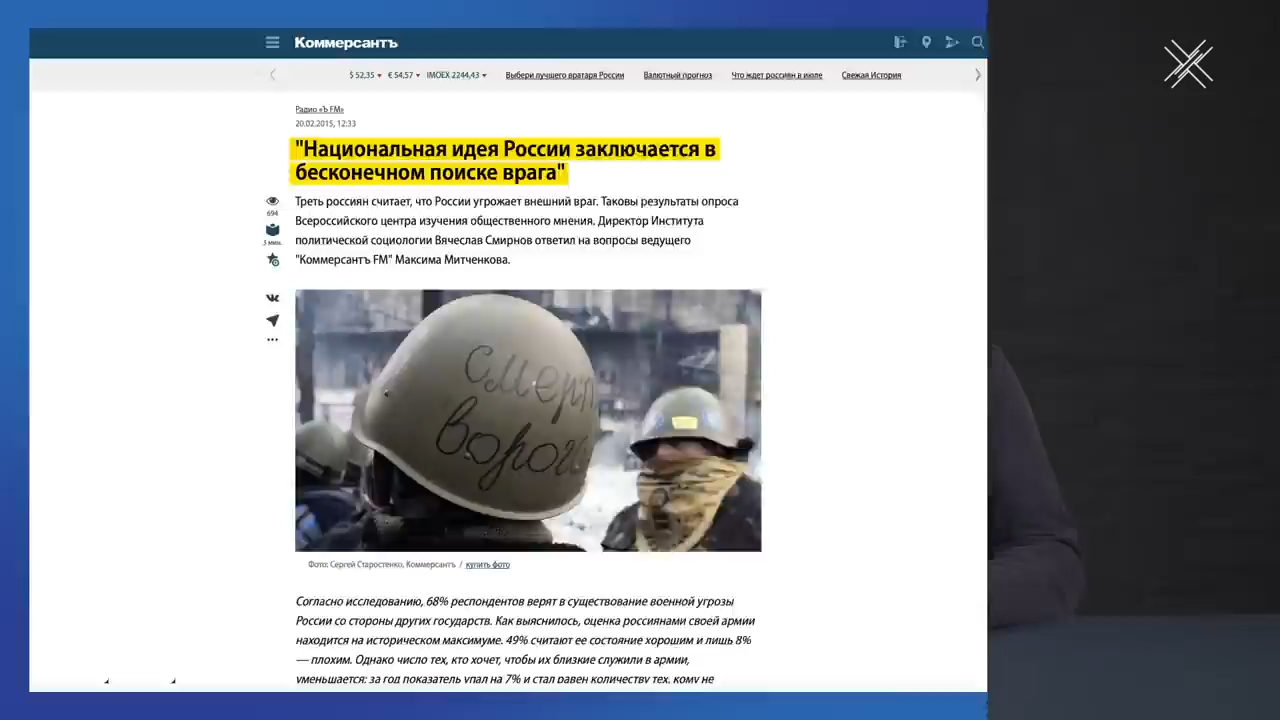 Коммерсантъ
$ 52,35 € 54,57 IMOEX 2244,43 Выбери лучшего вратаря России Валютный прогноз Что ждет россиян в июле Свежая История
Радио «Ъ FM»
20.02.2015, 12:33
"Национальная идея России заключается в
бесконечном поиске врага"
694
3 мин.
Треть россиян считает, что России угрожает внешний враг. Таковы результаты опроса
Всероссийского центра изучения общественного мнения. Директор Института
политической социологии Вячеслав Смирнов ответил на вопросы ведущего
"Коммерсантъ FM" Максима Митченкова.
Смерт
ворога
Фото: Сергей Старостенко, Коммерсантъ / купить фото
Согласно исследованию, 68% респондентов верят в существование военной угрозы
России со стороны других государств. Как выяснилось, оценка россиянами своей армии
находится на историческом максимуме. 49% считают ее состояние хорошим и лишь 8%
— плохим. Однако число тех, кто хочет, чтобы их близкие служили в армии,
уменьшается: за год показатель упал на 7% и стал равен количеству тех, кому не